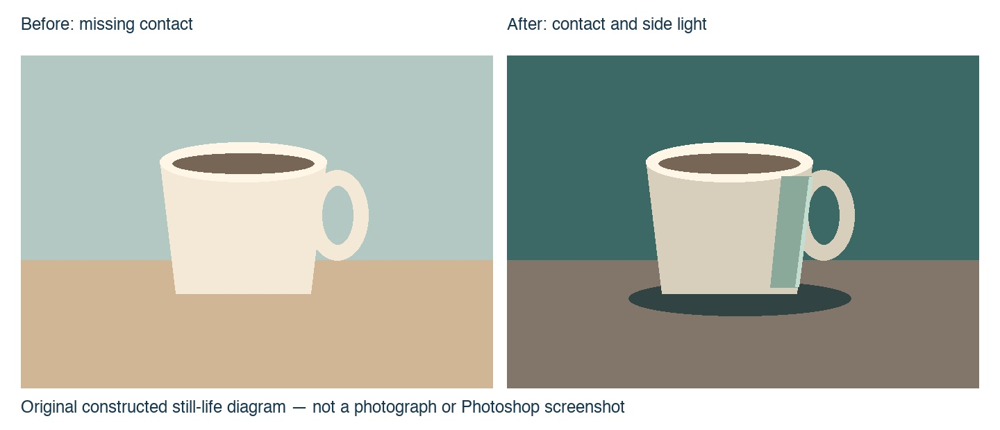 Before: missing contact
After: contact and side light
Original constructed still-life diagram — not a photograph or Photoshop screenshot